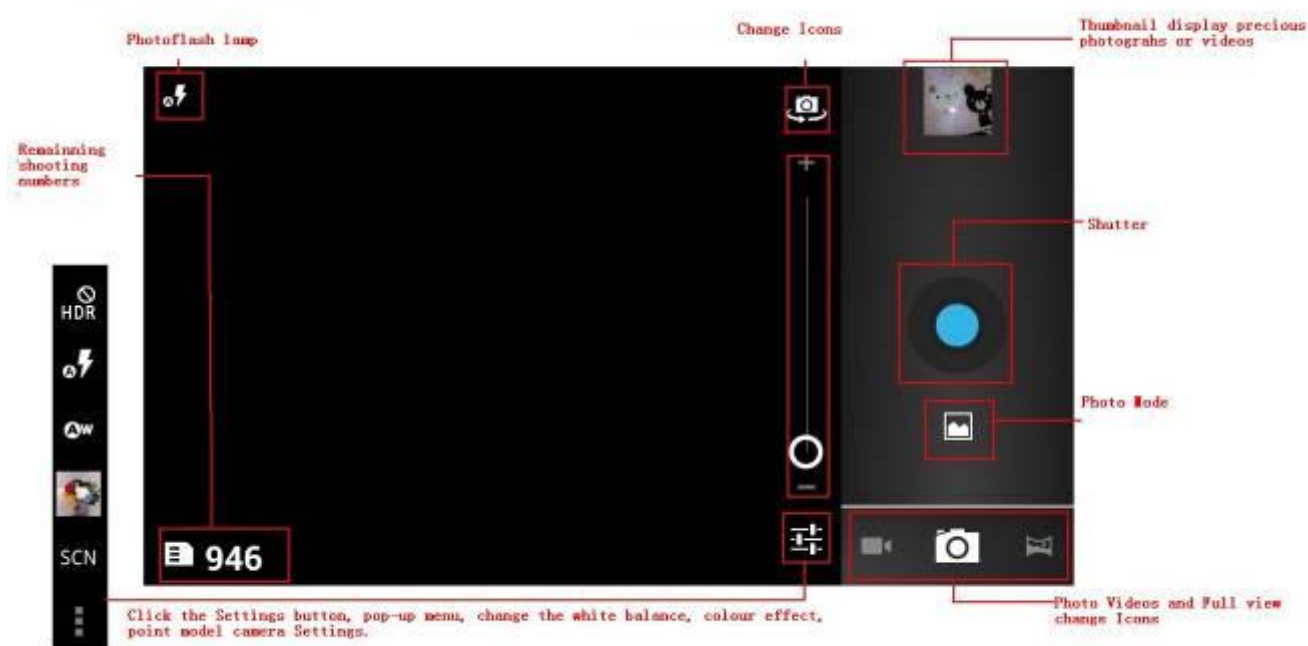 Thumbnail display precious
photograhs or videos
Change Icons
Photoflash lamp
Remainning
shooting
numbers
Shutter
HDR
A
AW
Photo Mode
SCN
946
Click the Settings button, pop-up menu, change the white balance, colour effect,
point model camera Settings.
Photo Videos and Full view
change Icons